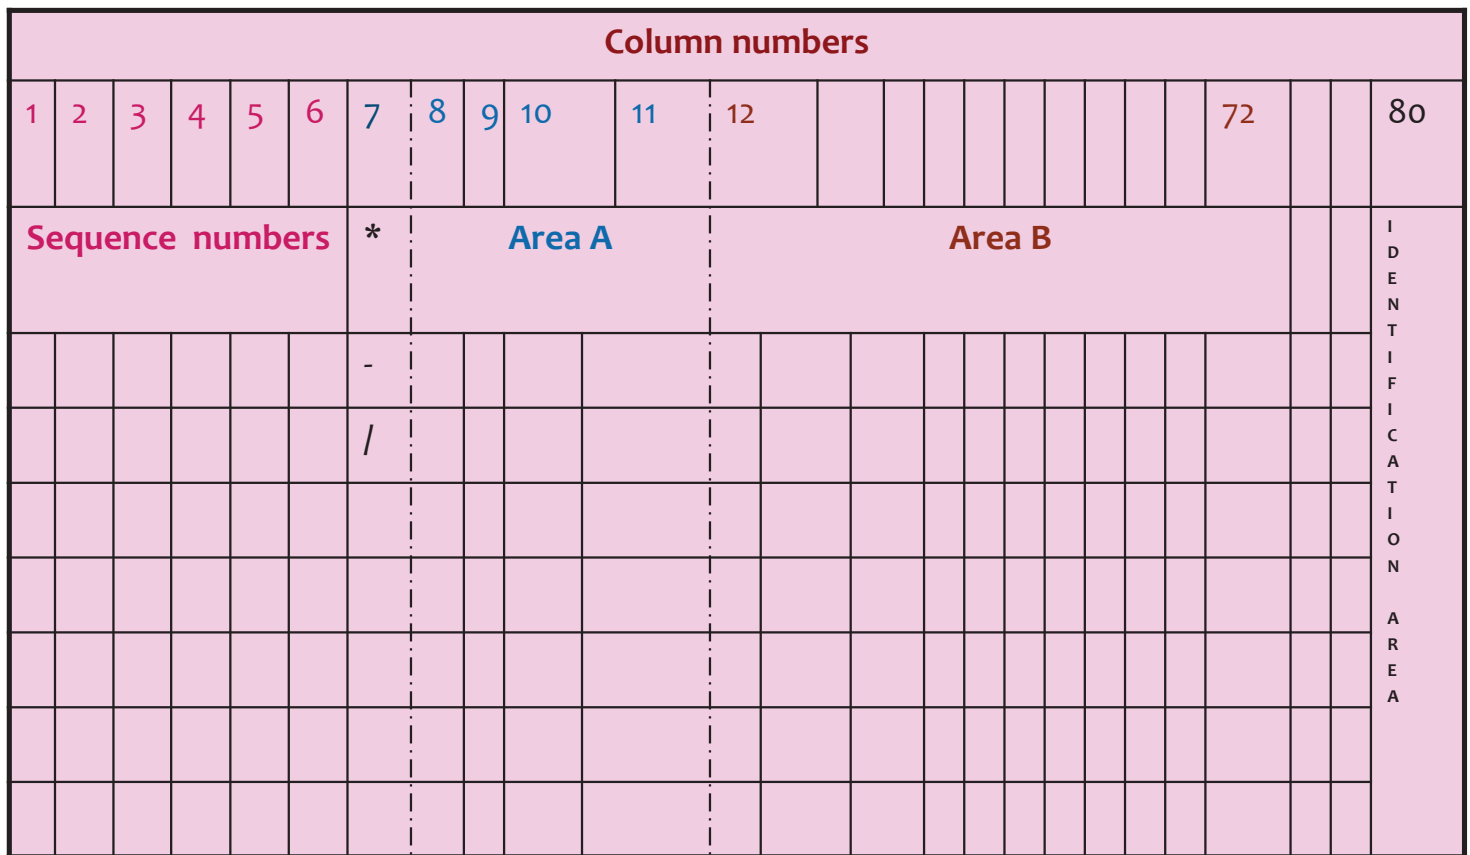 Column numbers
1 2 3 4 5 6 7 8 9 10 11 12 72 80
Sequence numbers * Area A Area B
-
/
IDENTIFICATION AREA